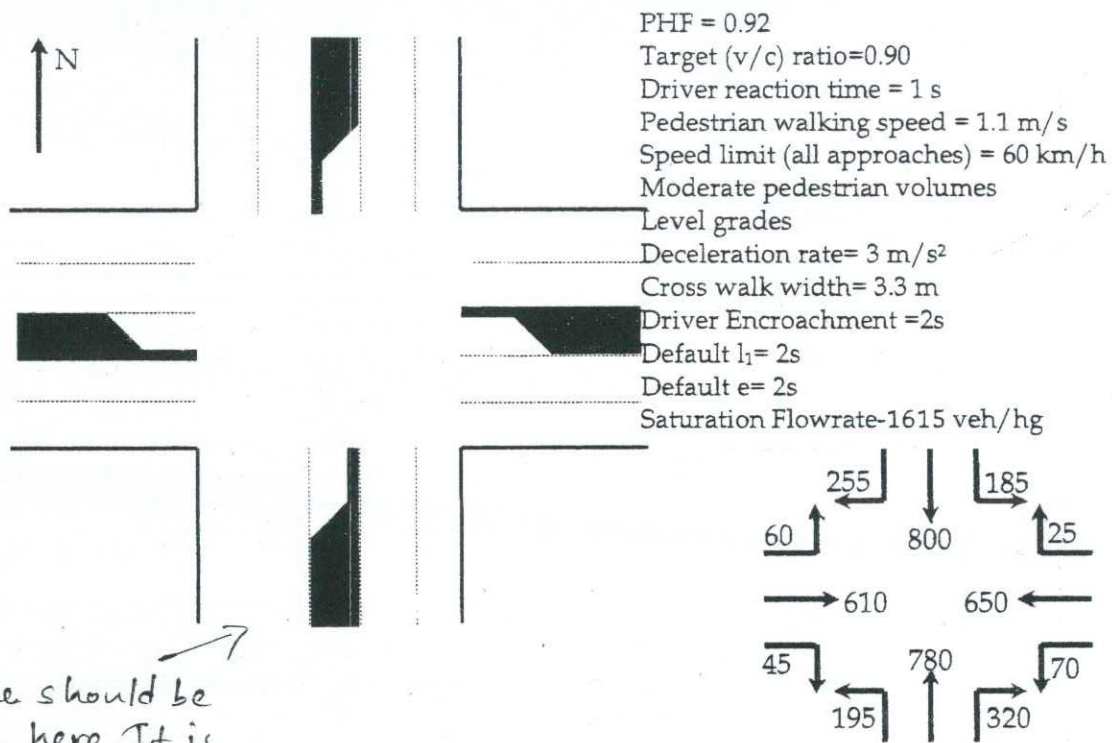 N
PHF = 0.92
Target (v/c) ratio=0.90
Driver reaction time = 1 s
Pedestrian walking speed = 1.1 m/s
Speed limit (all approaches) = 60 km/h
Moderate pedestrian volumes
Level grades
Deceleration rate= 3 m/s²
Cross walk width= 3.3 m
Driver Encroachment =2s
Default l₁= 2s
Default e= 2s
Saturation Flowrate-1615 veh/hg
255 185
60 800 25
610 650
45 780 70
195 320
should be
here It is